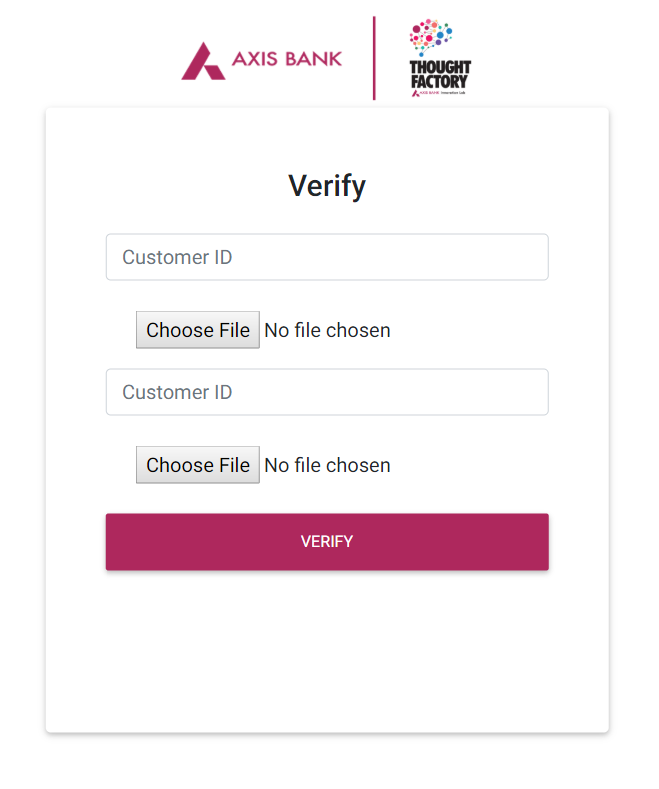 AXIS BANK
THOUGHT
FACTORY
AXIS BANK Innovation Lab
Verify
Customer ID
Choose File No file chosen
Customer ID
Choose File No file chosen
VERIFY